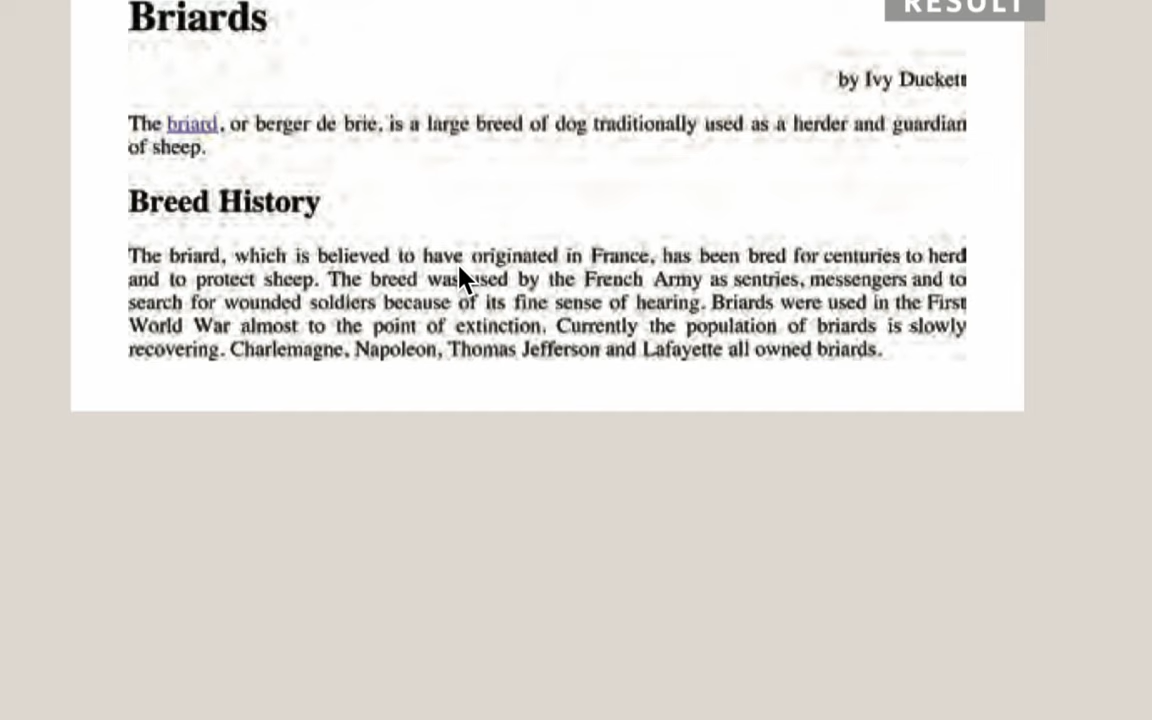 RESULT
Briards
by Ivy Duckett
The briard, or berger de brie, is a large breed of dog traditionally used as a herder and guardian
of sheep.
Breed History
The briard, which is believed to have originated in France, has been bred for centuries to herd
and to protect sheep. The breed was used by the French Army as sentries, messengers and to
search for wounded soldiers because of its fine sense of hearing. Briards were used in the First
World War almost to the point of extinction. Currently the population of briards is slowly
recovering. Charlemagne, Napoleon, Thomas Jefferson and Lafayette all owned briards.